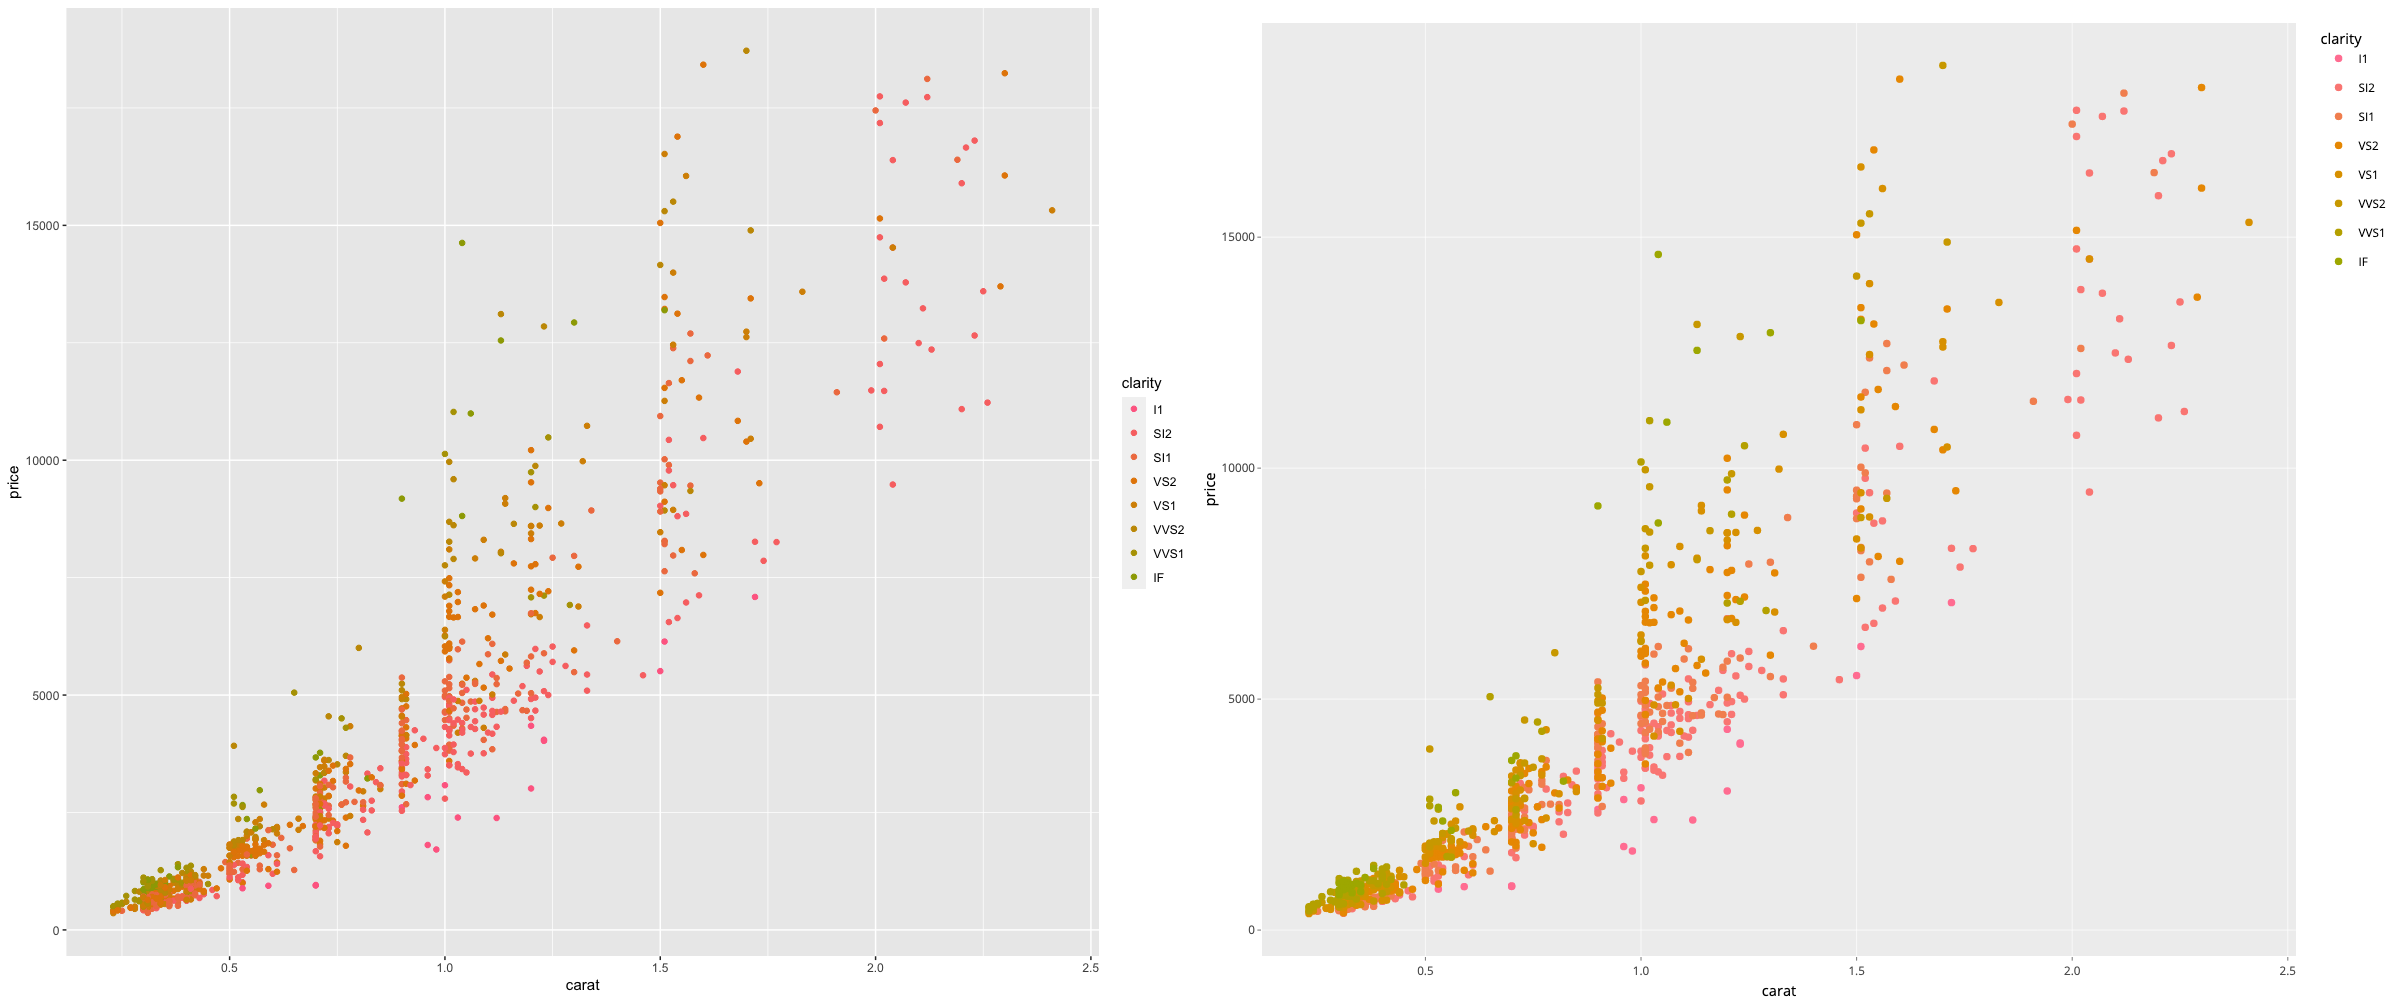 15000
10000
5000
0
price
0.5
1.0
1.5
2.0
2.5
carat
clarity
I1
SI2
SI1
VS2
VS1
VVS2
VVS1
IF
15000
10000
5000
0
price
0.5
1.0
1.5
2.0
2.5
carat
clarity
I1
SI2
SI1
VS2
VS1
VVS2
VVS1
IF